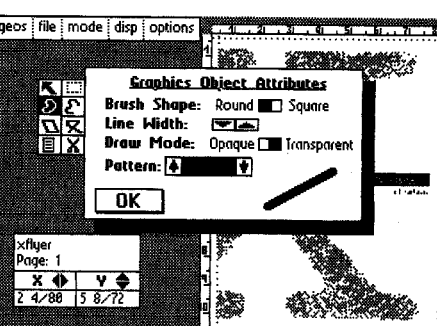 geos file mode disp options
Graphics Object Attributes
Brush Shape: Round Square
Line Width:
Draw Mode: Opaque Transparent
Pattern:
OK
xflyer
Page: 1
X Y
2 4/80 5 8/72